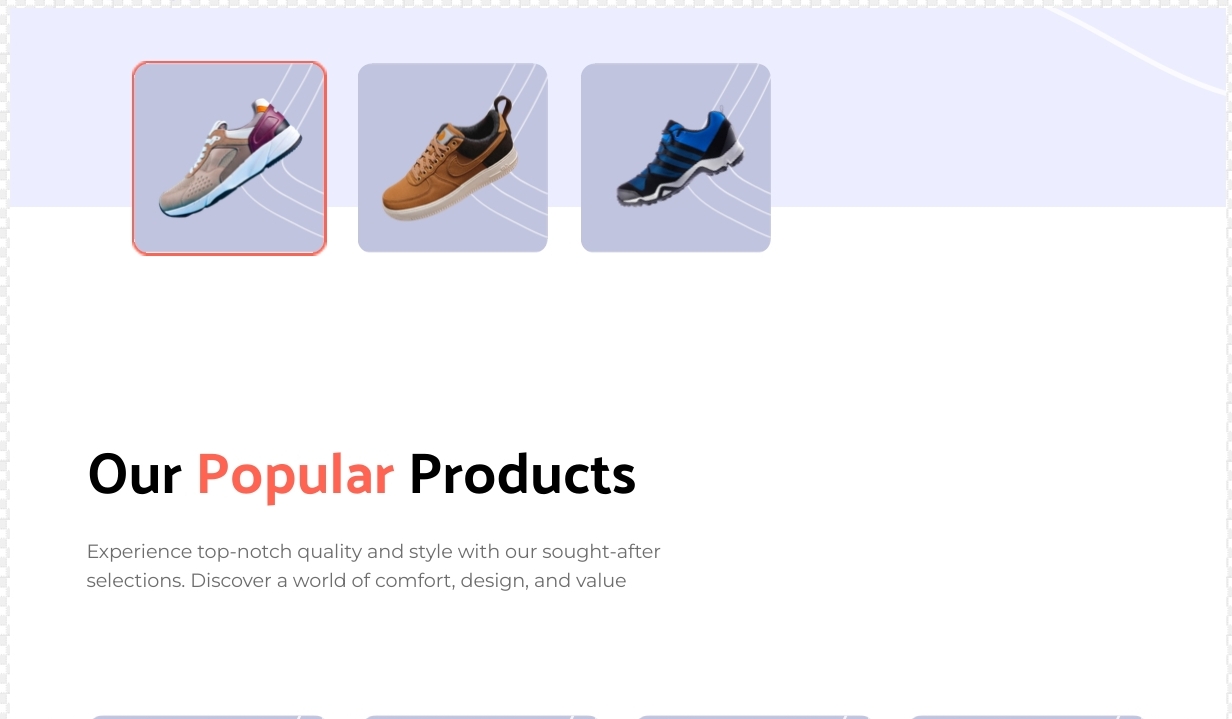 Our Popular Products
Experience top-notch quality and style with our sought-after
selections. Discover a world of comfort, design, and value